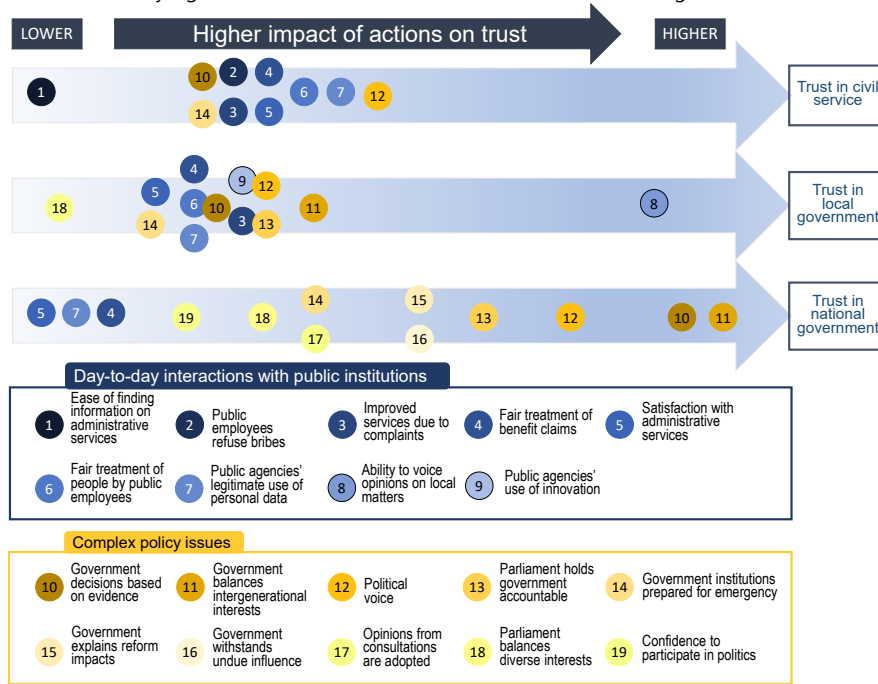 LOWER
Higher impact of actions on trust
HIGHER
1
10
2
4
14
3
5
6
7
12
Trust in civil
service
18
5
14
4
6
7
10
9
3
12
13
11
8
Trust in
local
government
5
7
4
19
18
14
17
15
16
13
12
10
11
Trust in
national
government
Day-to-day interactions with public institutions
1
Ease of finding
information on
administrative
services
2
Public
employees
refuse bribes
3
Improved
services due to
complaints
4
Fair treatment of
benefit claims
5
Satisfaction with
administrative
services
6
Fair treatment of
people by public
employees
7
Public agencies’
legitimate use of
personal data
8
Ability to voice
opinions on local
matters
9
Public agencies’
use of innovation
Complex policy issues
10
Government
decisions based
on evidence
11
Government
balances
intergenerational
interests
12
Political
voice
13
Parliament holds
government
accountable
14
Government institutions
prepared for emergency
15
Government
explains reform
impacts
16
Government
withstands
undue influence
17
Opinions from
consultations
are adopted
18
Parliament
balances
diverse interests
19
Confidence to
participate in politics